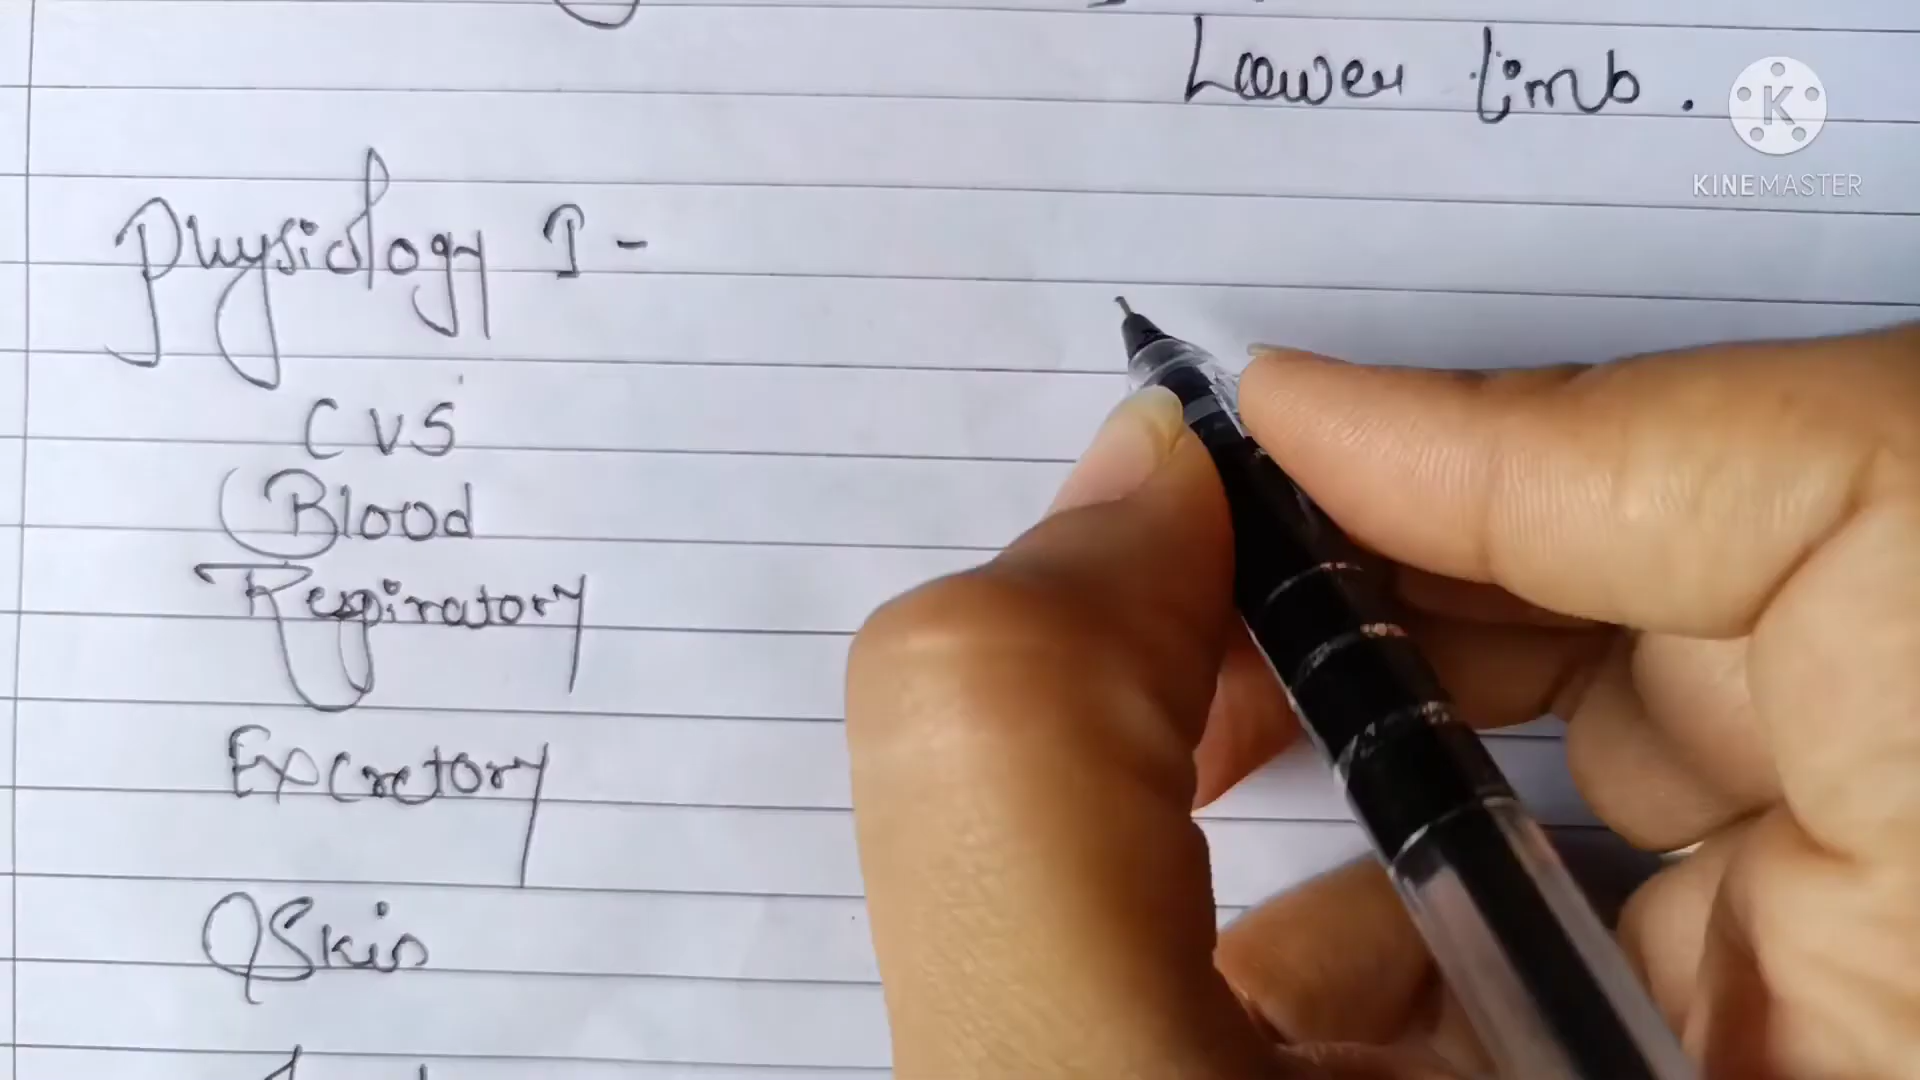 Lower limb.
K
KINEMASTER
Physiology I -
CVS
Blood
Respiratory
Excretory
Skin